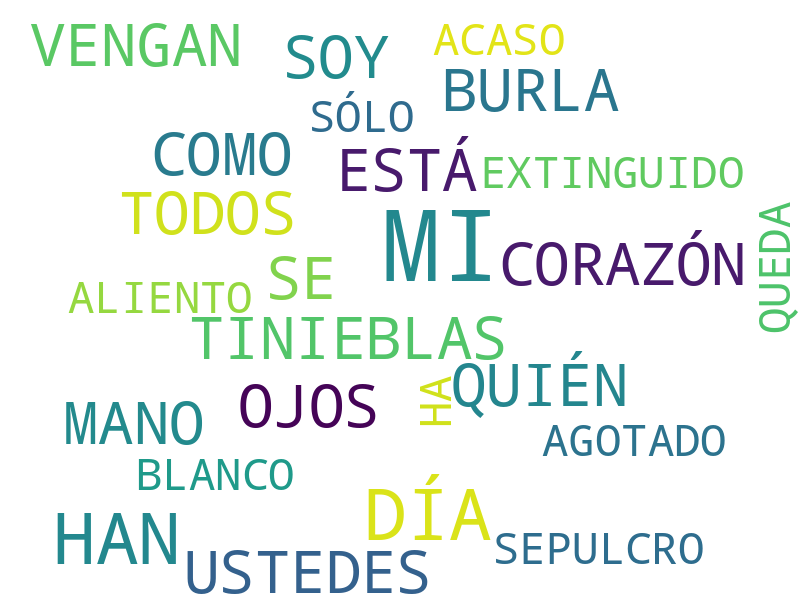 VENGAN SOY ACASO
SÓLO BURLA
COMO ESTÁ EXTINGUIDO
TODOS MI CORAZÓN QUEDA
ALIENTO SE
TINIEBLAS
MANO OJOS HA QUIÉN
BLANCO AGOTADO
HAN DÍA
USTEDES SEPULCRO